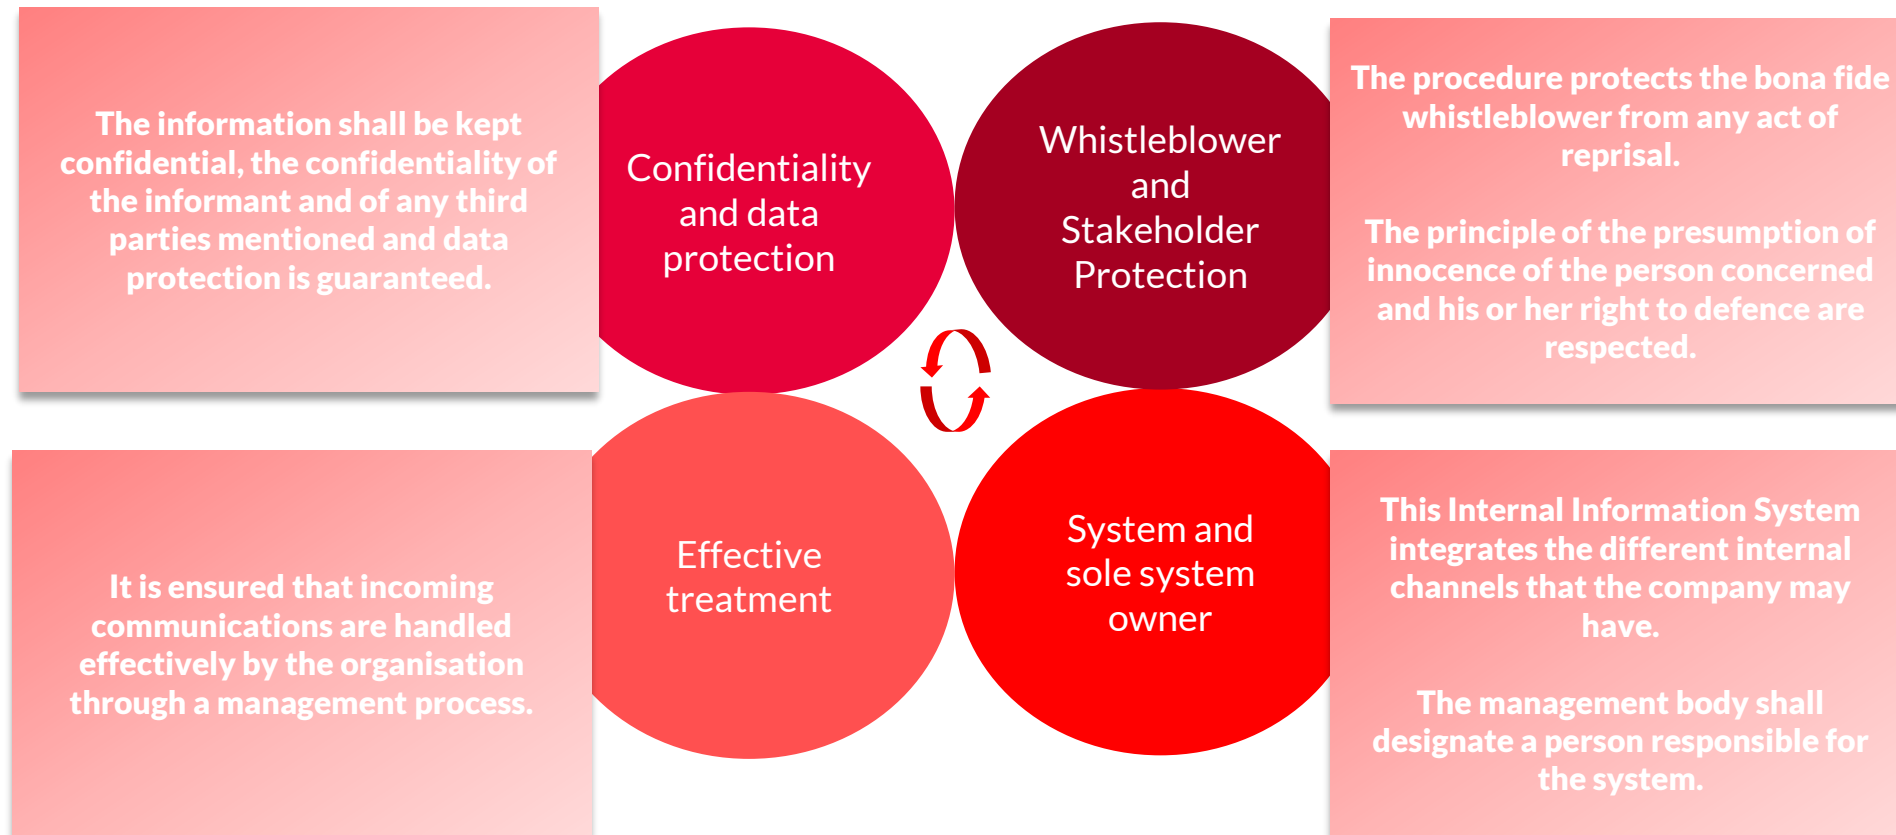 The information shall be kept
confidential, the confidentiality of
the informant and of any third
parties mentioned and data
protection is guaranteed.
Confidentiality
and data
protection
Whistleblower
and
Stakeholder
Protection
The procedure protects the bona fide
whistleblower from any act of
reprisal.
The principle of the presumption of
innocence of the person concerned
and his or her right to defence are
respected.
It is ensured that incoming
communications are handled
effectively by the organisation
through a management process.
Effective
treatment
System and
sole system
owner
This Internal Information System
integrates the different internal
channels that the company may
have.
The management body shall
designate a person responsible for
the system.